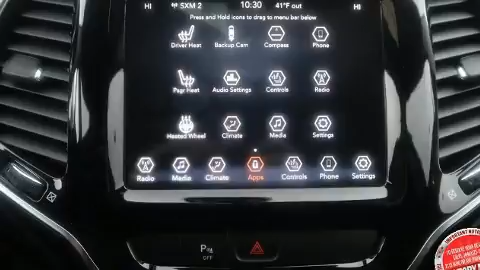 HI SXM 2 10:30 41°F out HI
Press and Hold icons to drag to menu bar below
Driver Heat Backup Cam Compass Phone
Pasgr Heat Audio Settings Controls Radio
Heated Wheel Climate Media Settings
Radio Media Climate Apps Controls Phone Settings
P
OFF